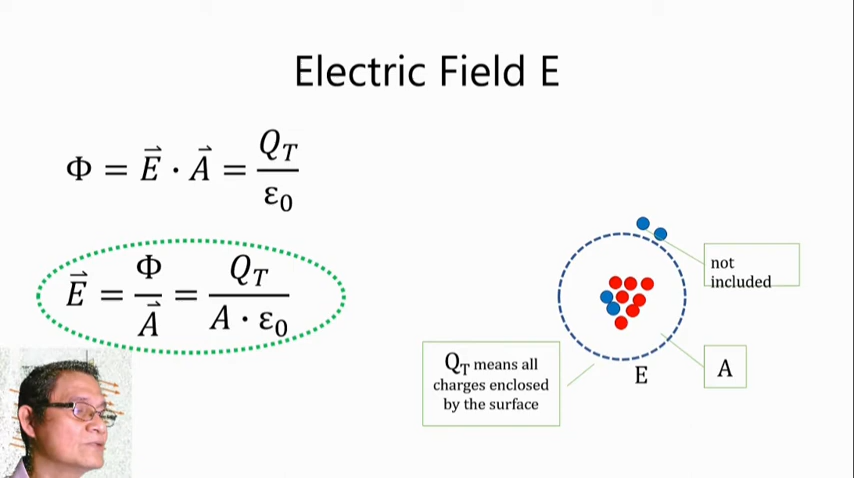 Electric Field E
Φ = E⃗ · A⃗ = Q_T / ε₀
E⃗ = Φ / A⃗ = Q_T / (A · ε₀)
not
included
Q_T means all
charges enclosed
by the surface
E
A